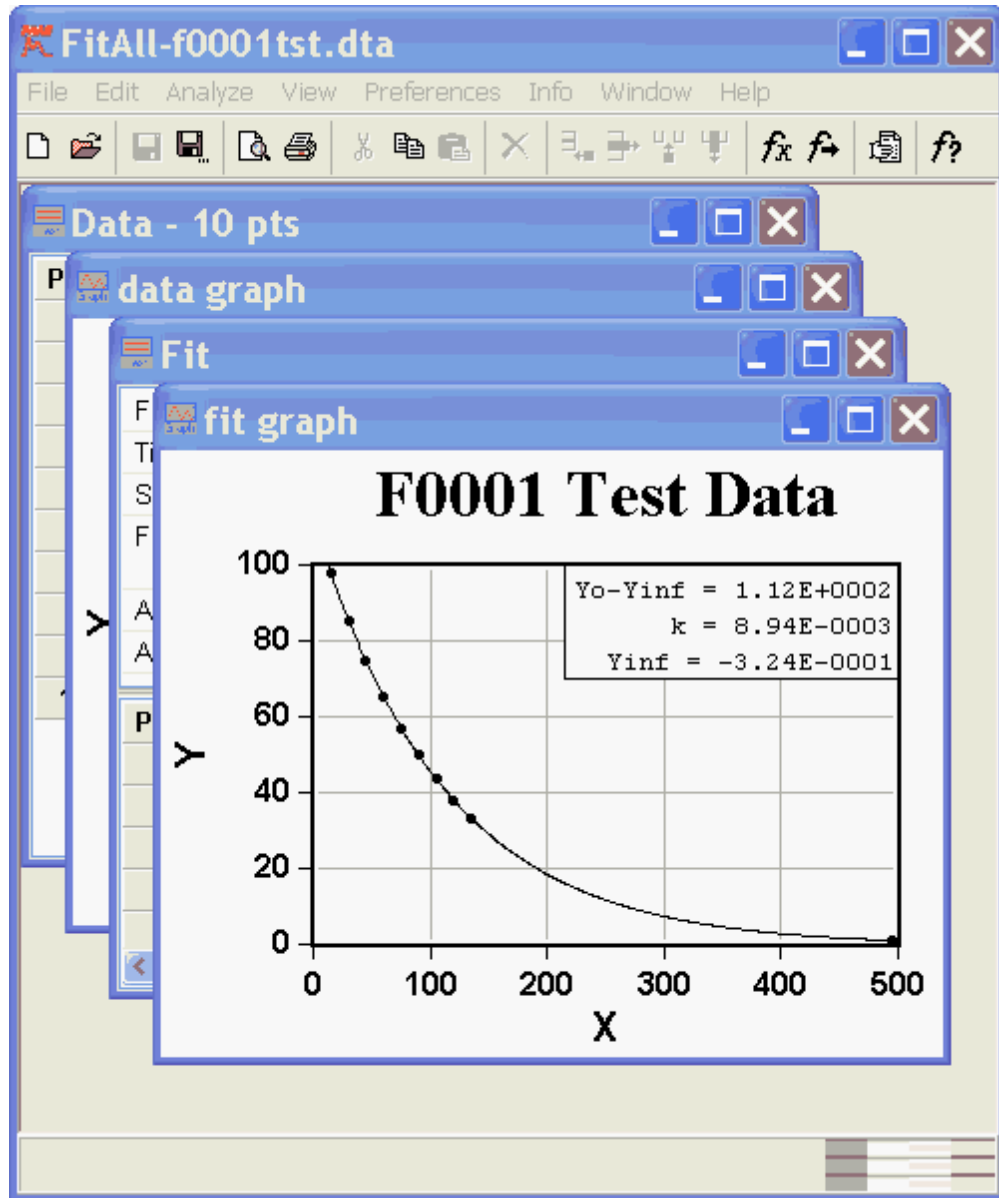 FitAll-f0001tst.dta
File Edit Analyze View Preferences Info Window Help
fx f f?
Data - 10 pts
P
data graph
Y
Fit
F
Ti
S
F
A
A
P
fit graph
F0001 Test Data
Yo-Yinf = 1.12E+0002
k = 8.94E-0003
Yinf = -3.24E-0001
100
80
60
40
20
0
Y
0 100 200 300 400 500
X